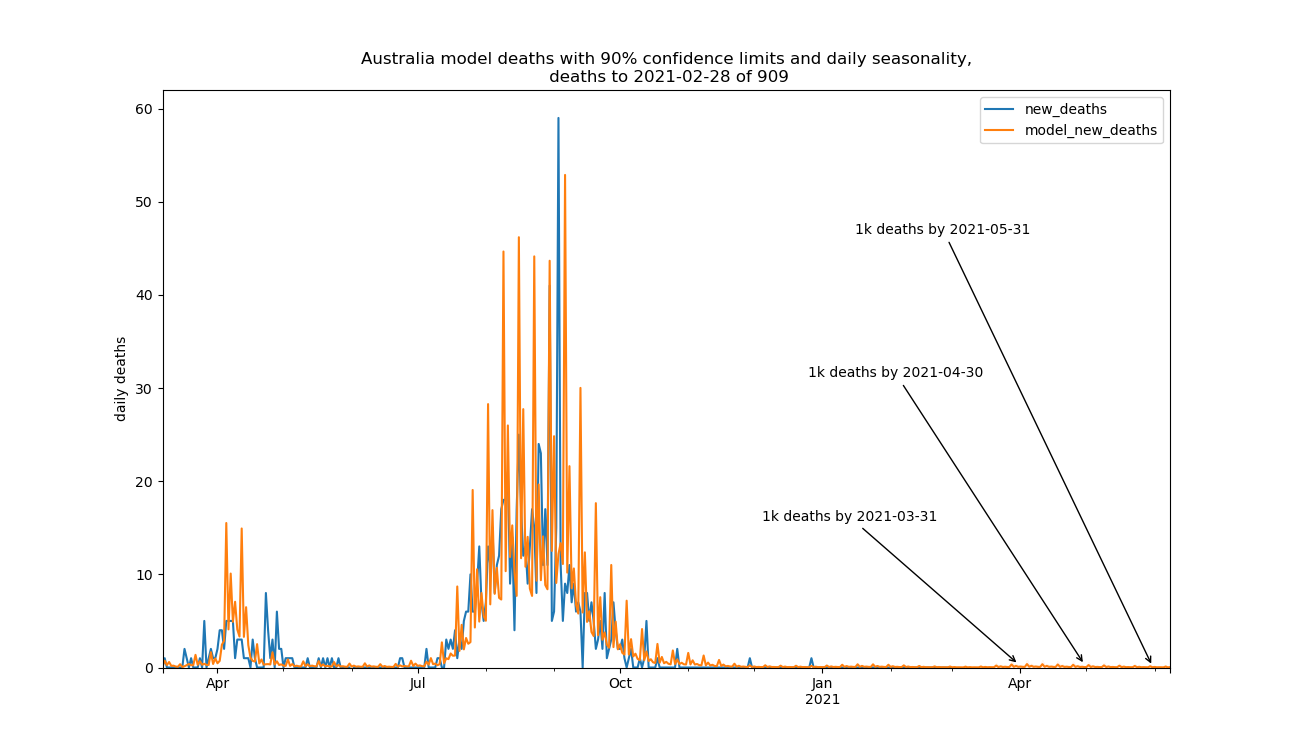 Australia model deaths with 90% confidence limits and daily seasonality,
deaths to 2021-02-28 of 909
new_deaths
model_new_deaths
60
50
40
30
20
10
0
daily deaths
1k deaths by 2021-05-31
1k deaths by 2021-04-30
1k deaths by 2021-03-31
Apr
Jul
Oct
Jan
2021
Apr